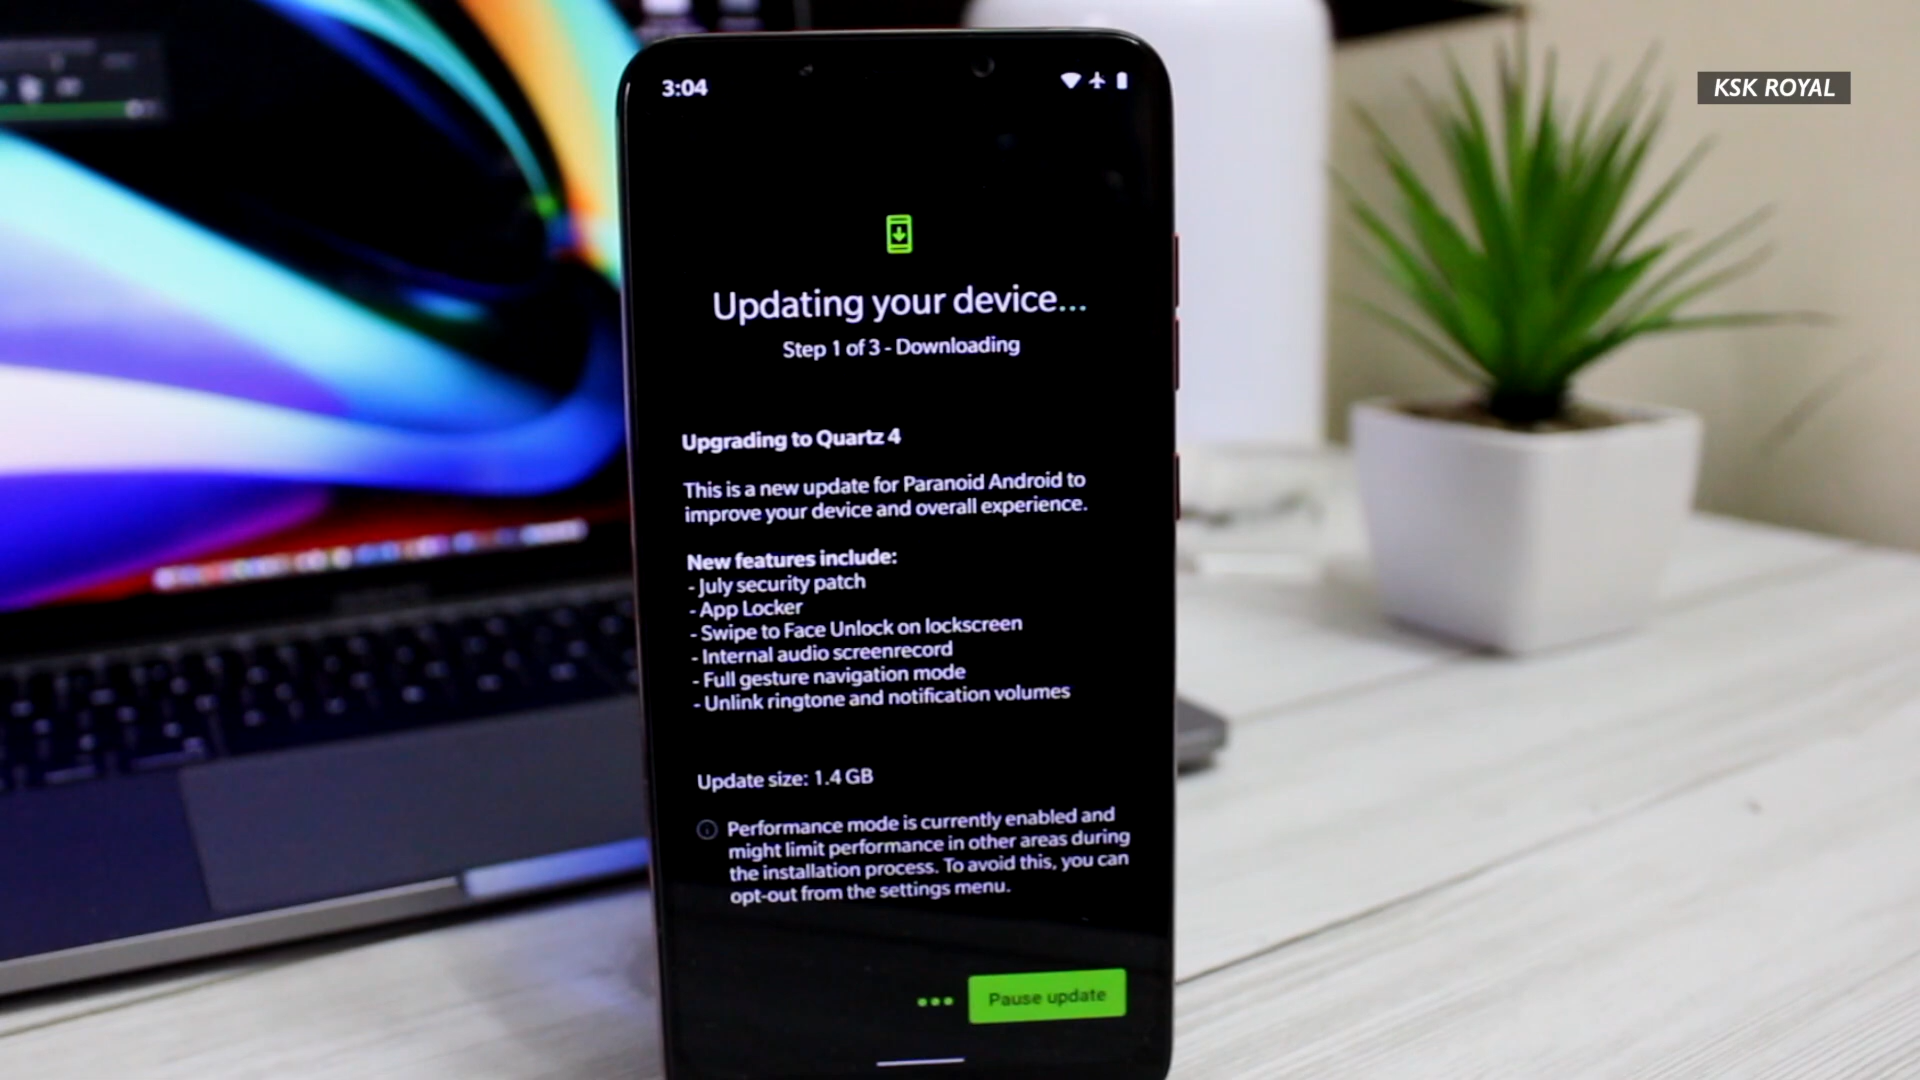 3:04
KSK ROYAL
Updating your device...
Step 1 of 3 - Downloading
Upgrading to Quartz 4
This is a new update for Paranoid Android to
improve your device and overall experience.
New features include:
- July security patch
- App Locker
- Swipe to Face Unlock on lockscreen
- Internal audio screenrecord
- Full gesture navigation mode
- Unlink ringtone and notification volumes
Update size: 1.4 GB
Performance mode is currently enabled and
might limit performance in other areas during
the installation process. To avoid this, you can
opt-out from the settings menu.
Pause update